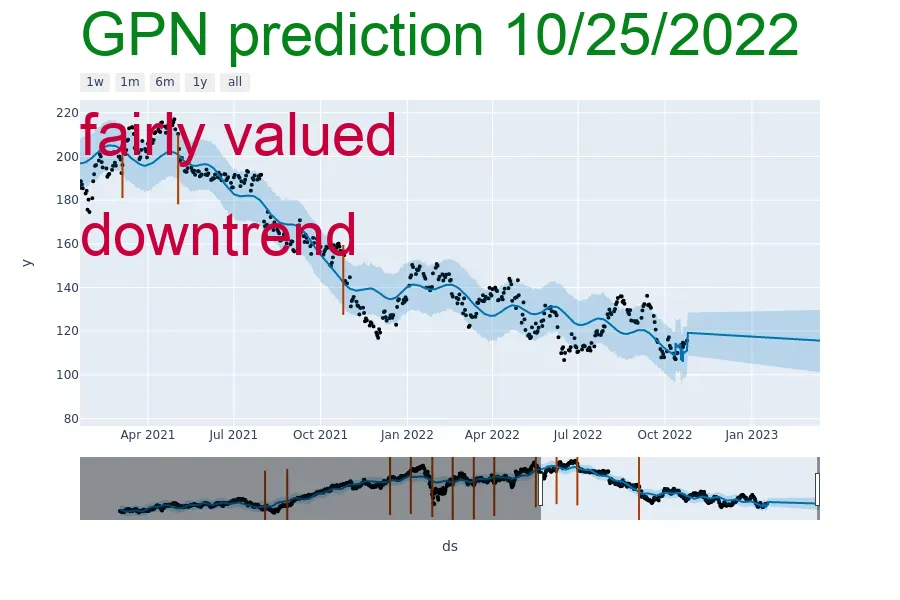 GPN prediction 10/25/2022
1w 1m 6m 1y all
fairly valued
downtrend
220
200
180
160
140
120
100
80
y
Apr 2021 Jul 2021 Oct 2021 Jan 2022 Apr 2022 Jul 2022 Oct 2022 Jan 2023
ds